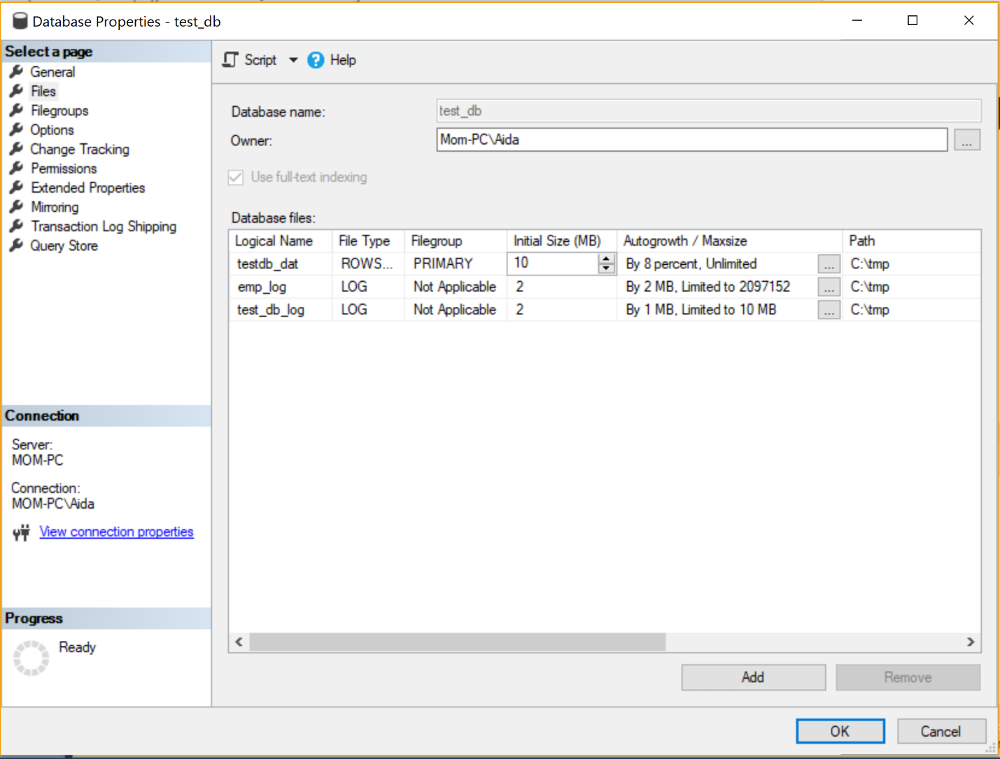 Database Properties - test_db
Select a page
General
Files
Filegroups
Options
Change Tracking
Permissions
Extended Properties
Mirroring
Transaction Log Shipping
Query Store
Connection
Server:
MOM-PC
Connection:
MOM-PC\Aida
View connection properties
Progress
Ready
Script
? Help
Database name: test_db
Owner: Mom-PC\Aida ...
Use full-text indexing
Database files:
Logical Name File Type Filegroup Initial Size (MB) Autogrowth / Maxsize Path
testdb_dat ROWS... PRIMARY 10 By 8 percent, Unlimited ... C:\tmp
emp_log LOG Not Applicable 2 By 2 MB, Limited to 2097152 ... C:\tmp
test_db_log LOG Not Applicable 2 By 1 MB, Limited to 10 MB ... C:\tmp
Add Remove
OK Cancel